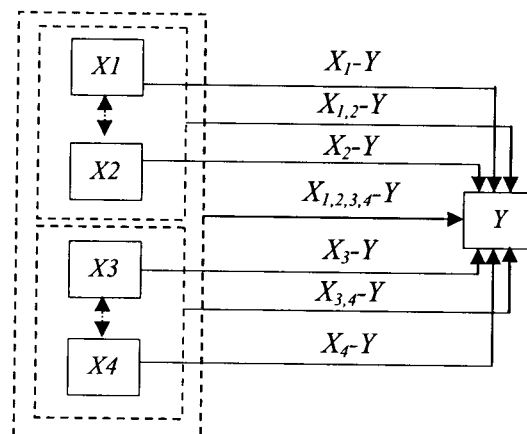 X1
X₁-Y
X₁,₂-Y
X2
X₂-Y
X₁,₂,₃,₄-Y
Y
X3
X₃-Y
X₃,₄-Y
X4
X₄-Y